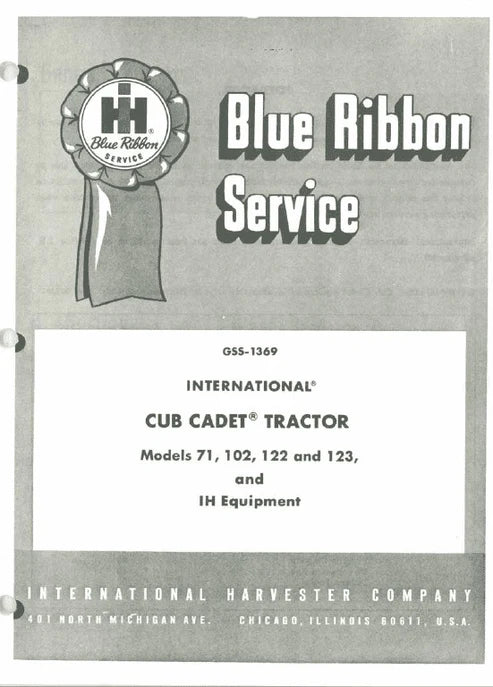 IH
®
Blue Ribbon
SERVICE
Blue Ribbon
Service
GSS-1369
INTERNATIONAL®
CUB CADET® TRACTOR
Models 71, 102, 122 and 123,
and
IH Equipment
INTERNATIONAL HARVESTER COMPANY
401 NORTH MICHIGAN AVE. CHICAGO, ILLINOIS 60611, U.S.A.